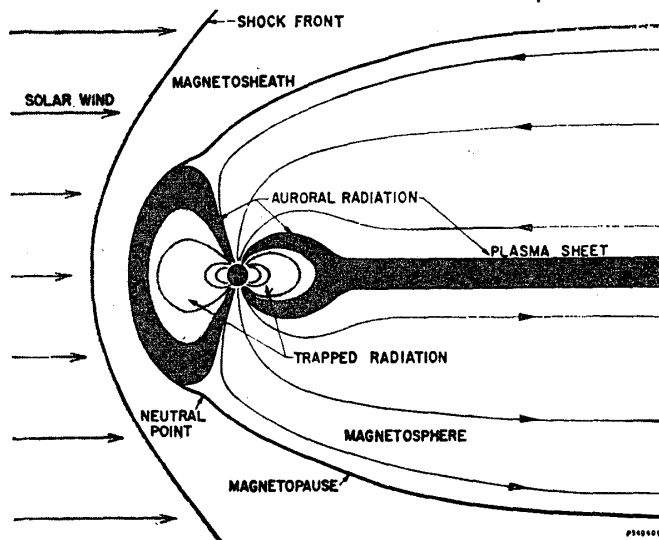 SHOCK FRONT
MAGNETOSHEATH
SOLAR WIND
AURORAL RADIATION
PLASMA SHEET
TRAPPED RADIATION
NEUTRAL
POINT
MAGNETOSPHERE
MAGNETOPAUSE